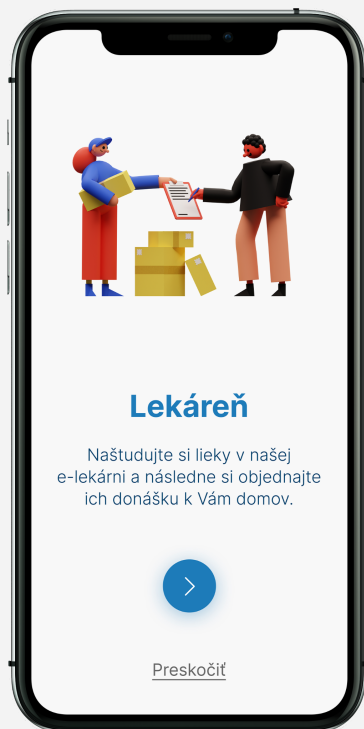 Lekáreň
Naštudujte si lieky v našej
e-lekárni a následne si objednajte
ich donášku k Vám domov.
Preskočiť